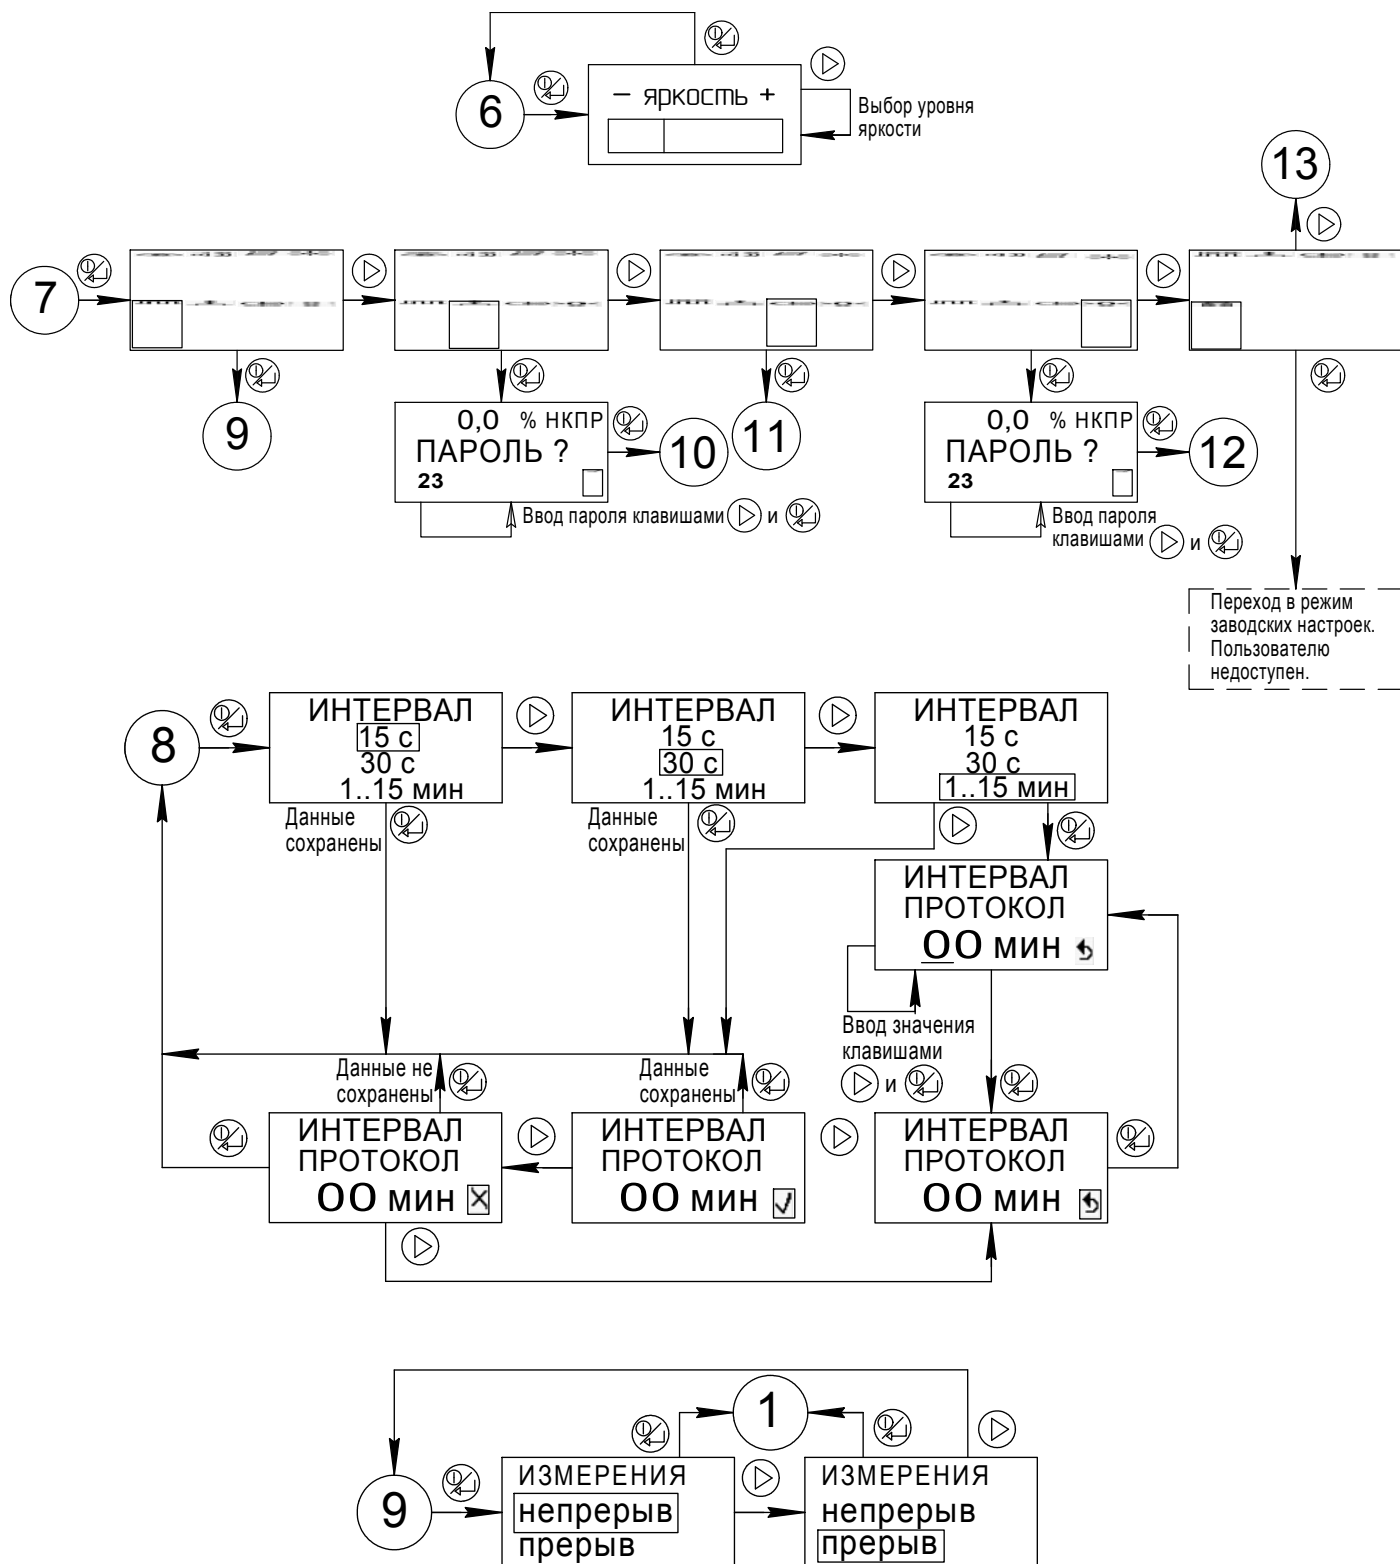 6
− яркость +
Выбор уровня
яркости
13
7
9
0,0 % НКПР
ПАРОЛЬ ?
23
10
11
0,0 % НКПР
ПАРОЛЬ ?
23
12
Ввод пароля клавишами и
Ввод пароля
клавишами и
Переход в режим
заводских настроек.
Пользователю
недоступен.
8
ИНТЕРВАЛ
15 с
30 с
1..15 мин
ИНТЕРВАЛ
15 с
30 с
1..15 мин
ИНТЕРВАЛ
15 с
30 с
1..15 мин
Данные
сохранены
Данные
сохранены
ИНТЕРВАЛ
ПРОТОКОЛ
00 мин
Ввод значения
клавишами
и
Данные не
сохранены
Данные
сохранены
ИНТЕРВАЛ
ПРОТОКОЛ
00 мин
ИНТЕРВАЛ
ПРОТОКОЛ
00 мин
ИНТЕРВАЛ
ПРОТОКОЛ
00 мин
1
9
ИЗМЕРЕНИЯ
непрерыв
прерыв
ИЗМЕРЕНИЯ
непрерыв
прерыв